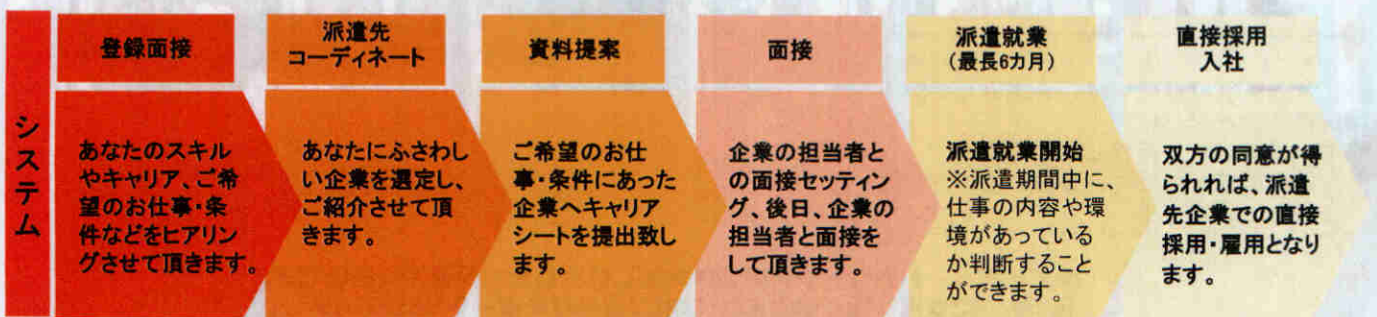 システム
登録面接
あなたのスキル
やキャリア、ご希
望のお仕事・条
件などをヒアリン
グさせて頂きます。
派遣先
コーディネート
あなたにふさわし
い企業を選定し、
ご紹介させて頂
きます。
資料提案
ご希望のお仕
事・条件にあった
企業へキャリア
シートを提出致し
ます。
面接
企業の担当者と
の面接セッティン
グ、後日、企業の
担当者と面接を
して頂きます。
派遣就業
(最長6カ月)
派遣就業開始
※派遣期間中に、
仕事の内容や環
境があっている
か判断すること
ができます。
直接採用
入社
双方の同意が得
られれば、派遣
先企業での直接
採用・雇用となり
ます。